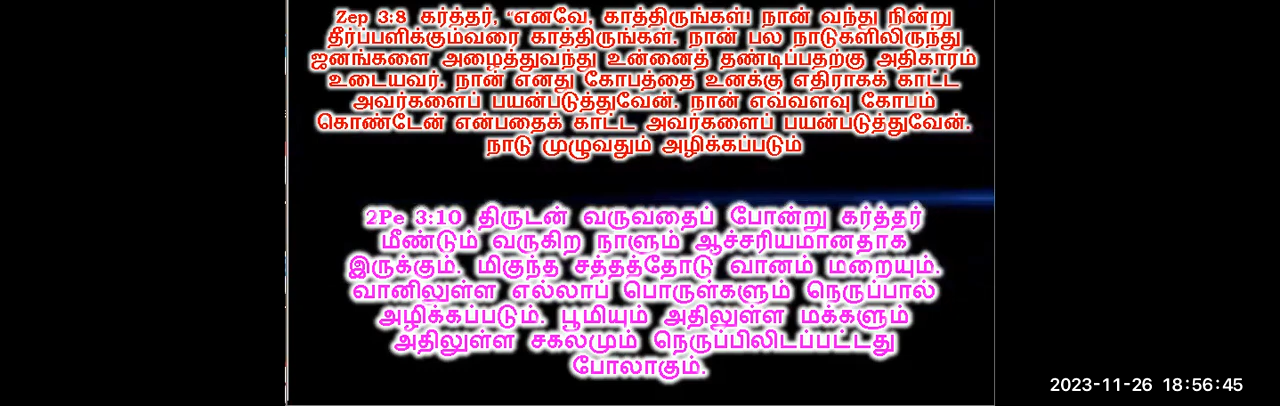 Zep 3:8 கர்த்தர், “எனவே, காத்திருங்கள்! நான் வந்து நின்று
தீர்ப்பளிக்கும்வரை காத்திருங்கள். நான் பல நாடுகளிலிருந்து
ஜனங்களை அழைத்துவந்து உன்னைத் தண்டிப்பதற்கு அதிகாரம்
உடையவர். நான் எனது கோபத்தை உனக்கு எதிராகக் காட்ட
அவர்களைப் பயன்படுத்துவேன். நான் எவ்வளவு கோபம்
கொண்டேன் என்பதைக் காட்ட அவர்களைப் பயன்படுத்துவேன்.
நாடு முழுவதும் அழிக்கப்படும்
2Pe 3:10 திருடன் வருவதைப் போன்று கர்த்தர்
மீண்டும் வருகிற நாளும் ஆச்சரியமானதாக
இருக்கும். மிகுந்த சத்தத்தோடு வானம் மறையும்.
வானிலுள்ள எல்லாப் பொருள்களும் நெருப்பால்
அழிக்கப்படும். பூமியும் அதிலுள்ள மக்களும்
அதிலுள்ள சகலமும் நெருப்பிலிடப்பட்டது
போலாகும்.
2023-11-26 18:56:45